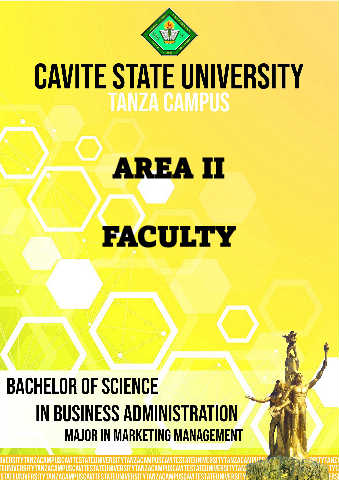 CAVITE STATE UNIVERSITY
TANZA CAMPUS
AREA II
FACULTY
BACHELOR OF SCIENCE
IN BUSINESS ADMINISTRATION
MAJOR IN MARKETING MANAGEMENT